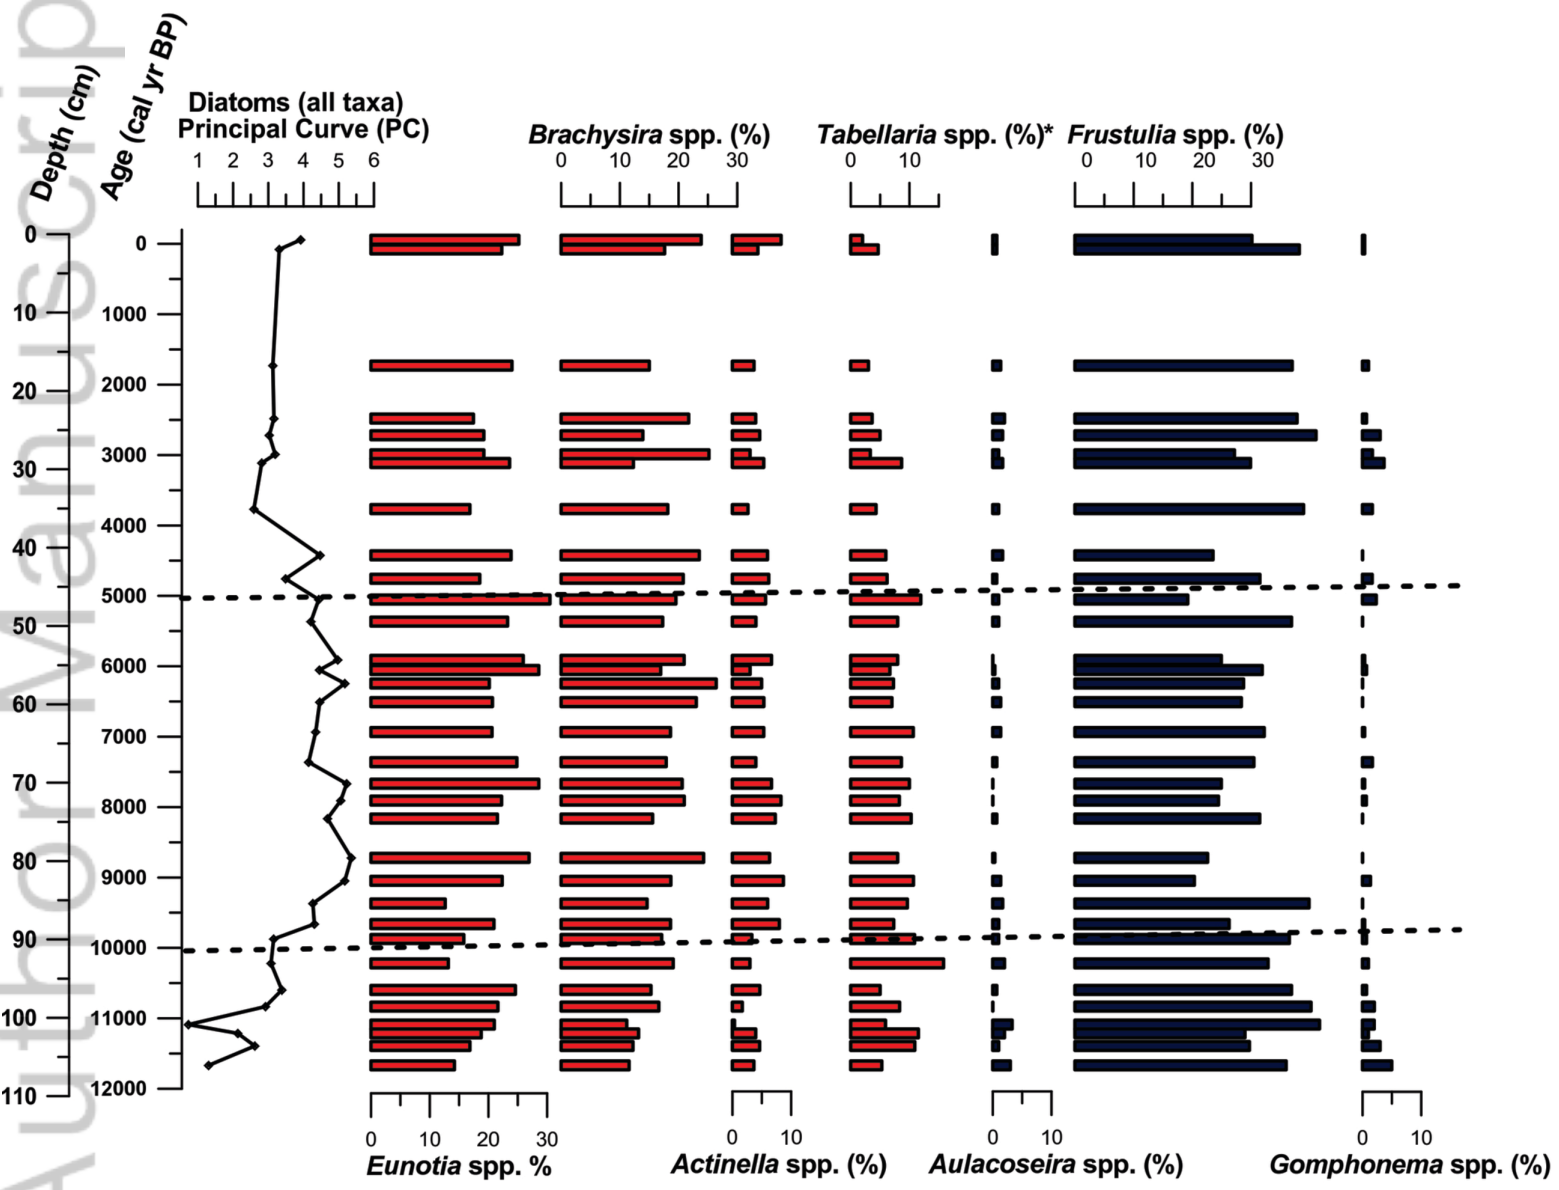 Author Manuscrip
Depth (cm)
Age (cal yr BP)
Diatoms (all taxa)
Principal Curve (PC)
1 2 3 4 5 6
Brachysira spp. (%)
0 10 20 30
Tabellaria spp. (%)*
0 10
Frustulia spp. (%)
0 10 20 30
0
10
20
30
40
50
60
70
80
90
100
110
0
1000
2000
3000
4000
5000
6000
7000
8000
9000
10000
11000
12000
0 10 20 30
Eunotia spp. %
0 10
Actinella spp. (%)
0 10
Aulacoseira spp. (%)
0 10
Gomphonema spp. (%)